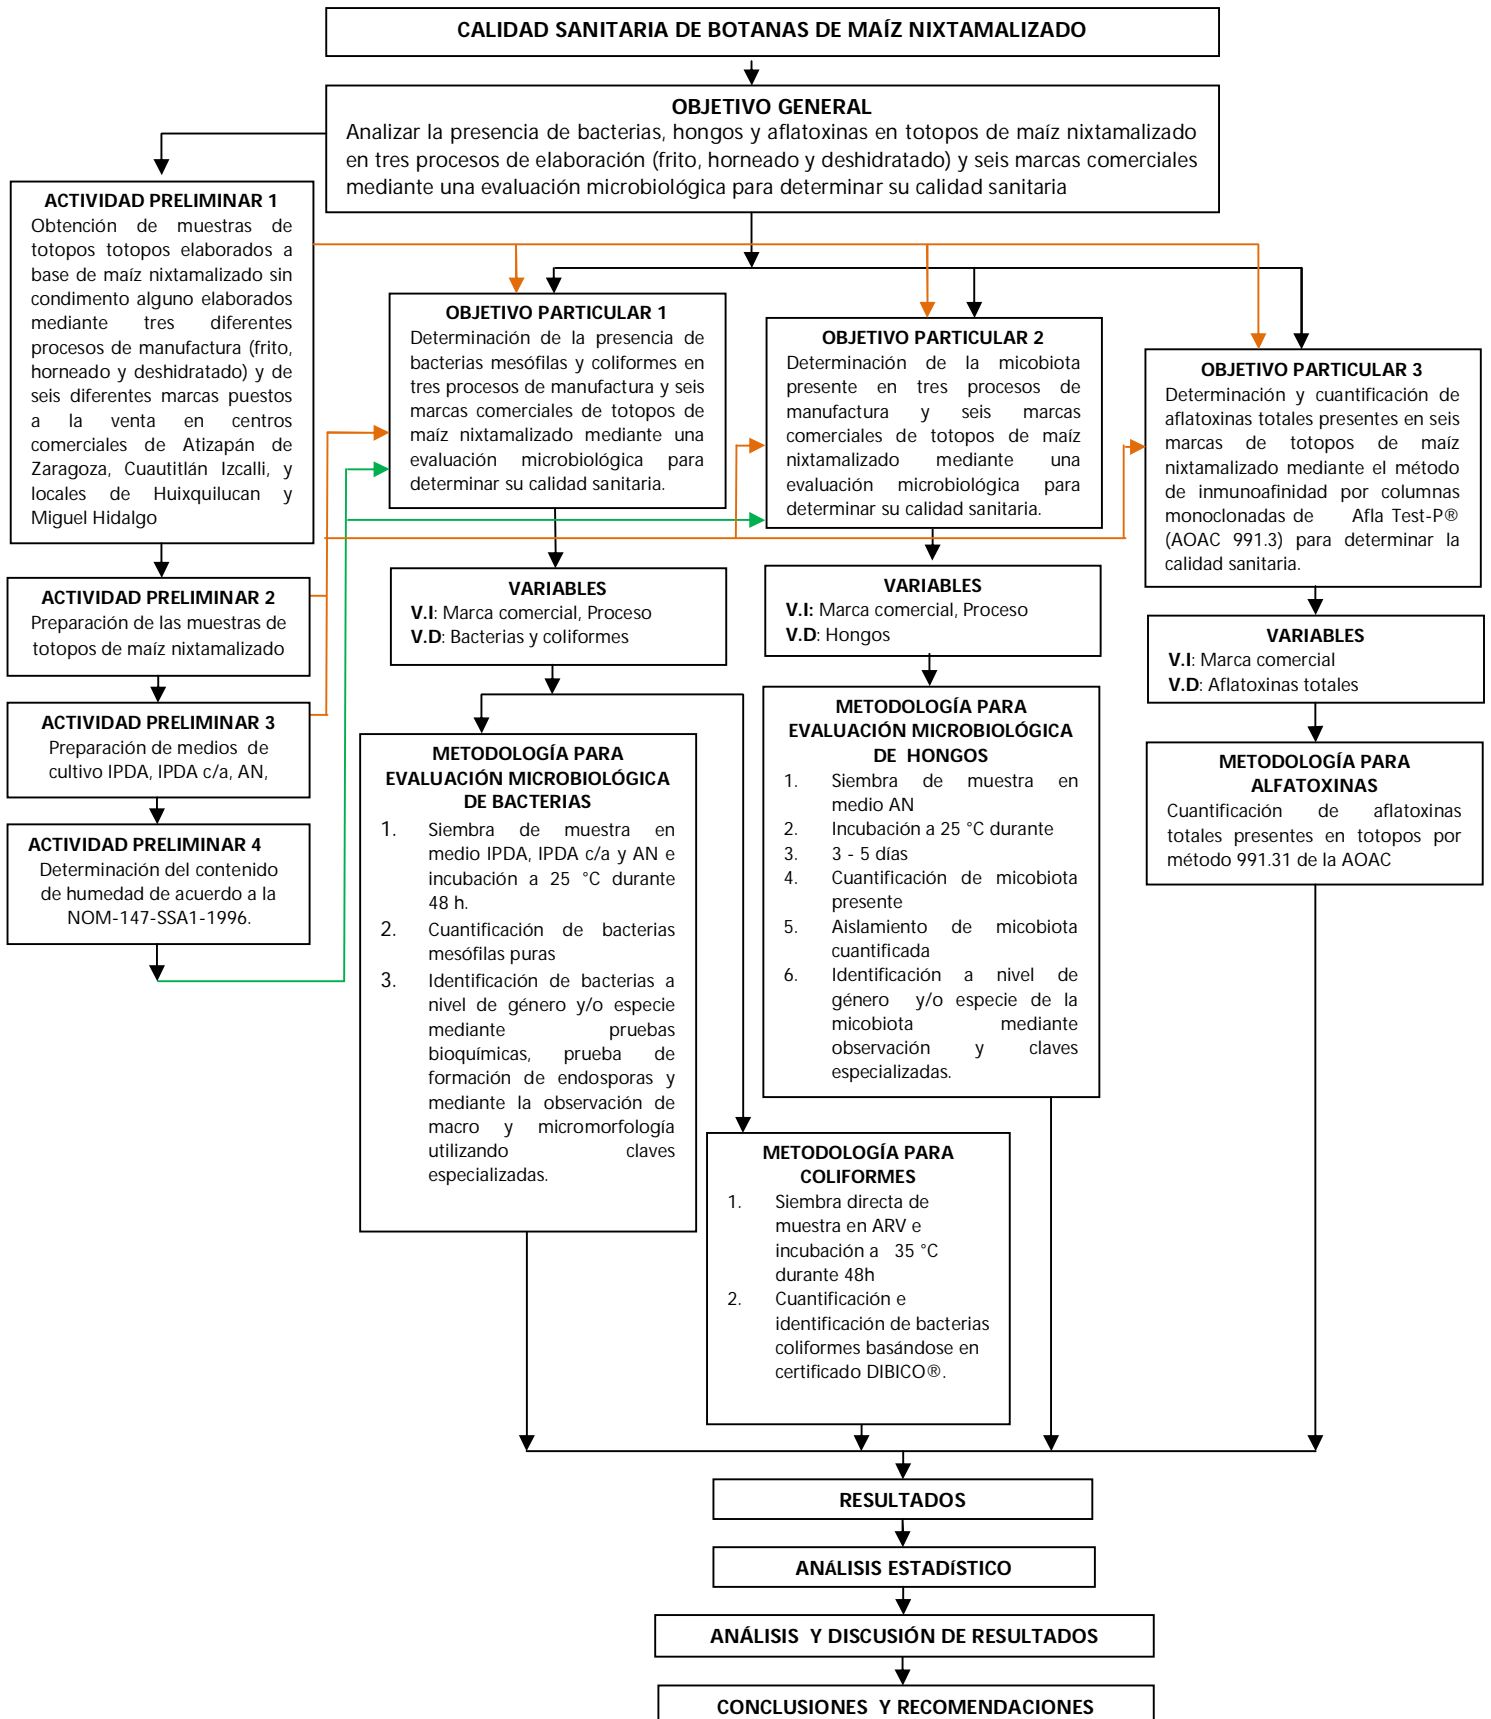 CALIDAD SANITARIA DE BOTANAS DE MAÍZ NIXTAMALIZADO
OBJETIVO GENERAL
Analizar la presencia de bacterias, hongos y aflatoxinas en totopos de maíz nixtamalizado
en tres procesos de elaboración (frito, horneado y deshidratado) y seis marcas comerciales
mediante una evaluación microbiológica para determinar su calidad sanitaria
ACTIVIDAD PRELIMINAR 1
Obtención de muestras de
totopos totopos elaborados a
base de maíz nixtamalizado sin
condimento alguno elaborados
mediante tres diferentes
procesos de manufactura (frito,
horneado y deshidratado) y de
seis diferentes marcas puestos
a la venta en centros
comerciales de Atizapán de
Zaragoza, Cuautitlán Izcalli, y
locales de Huixquilucan y
Miguel Hidalgo
ACTIVIDAD PRELIMINAR 2
Preparación de las muestras de
totopos de maíz nixtamalizado
ACTIVIDAD PRELIMINAR 3
Preparación de medios de
cultivo IPDA, IPDA c/a, AN,
ACTIVIDAD PRELIMINAR 4
Determinación del contenido
de humedad de acuerdo a la
NOM-147-SSA1-1996.
OBJETIVO PARTICULAR 1
Determinación de la presencia de
bacterias mesófilas y coliformes en
tres procesos de manufactura y seis
marcas comerciales de totopos de
maíz nixtamalizado mediante una
evaluación microbiológica para
determinar su calidad sanitaria.
VARIABLES
V.I: Marca comercial, Proceso
V.D: Bacterias y coliformes
METODOLOGÍA PARA
EVALUACIÓN MICROBIOLÓGICA
DE BACTERIAS
1. Siembra de muestra en
medio IPDA, IPDA c/a y AN e
incubación a 25 °C durante
48 h.
2. Cuantificación de bacterias
mesófilas puras
3. Identificación de bacterias a
nivel de género y/o especie
mediante pruebas
bioquímicas, prueba de
formación de endosporas y
mediante la observación de
macro y micromorfología
utilizando claves
especializadas.
METODOLOGÍA PARA
COLIFORMES
1. Siembra directa de
muestra en ARV e
incubación a 35 °C
durante 48h
2. Cuantificación e
identificación de bacterias
coliformes basándose en
certificado DIBICO®.
OBJETIVO PARTICULAR 2
Determinación de la micobiota
presente en tres procesos de
manufactura y seis marcas
comerciales de totopos de maíz
nixtamalizado mediante una
evaluación microbiológica para
determinar su calidad sanitaria.
VARIABLES
V.I: Marca comercial, Proceso
V.D: Hongos
METODOLOGÍA PARA
EVALUACIÓN MICROBIOLÓGICA
DE HONGOS
1. Siembra de muestra en
medio AN
2. Incubación a 25 °C durante
3. 3 - 5 días
4. Cuantificación de micobiota
presente
5. Aislamiento de micobiota
cuantificada
6. Identificación a nivel de
género y/o especie de la
micobiota mediante
observación y claves
especializadas.
OBJETIVO PARTICULAR 3
Determinación y cuantificación de
aflatoxinas totales presentes en seis
marcas de totopos de maíz
nixtamalizado mediante el método
de inmunoafinidad por columnas
monoclonadas de Afla Test-P®
(AOAC 991.3) para determinar la
calidad sanitaria.
VARIABLES
V.I: Marca comercial
V.D: Aflatoxinas totales
METODOLOGÍA PARA
ALFATOXINAS
Cuantificación de aflatoxinas
totales presentes en totopos por
método 991.31 de la AOAC
RESULTADOS
ANÁLISIS ESTADÍSTICO
ANÁLISIS Y DISCUSIÓN DE RESULTADOS
CONCLUSIONES Y RECOMENDACIONES